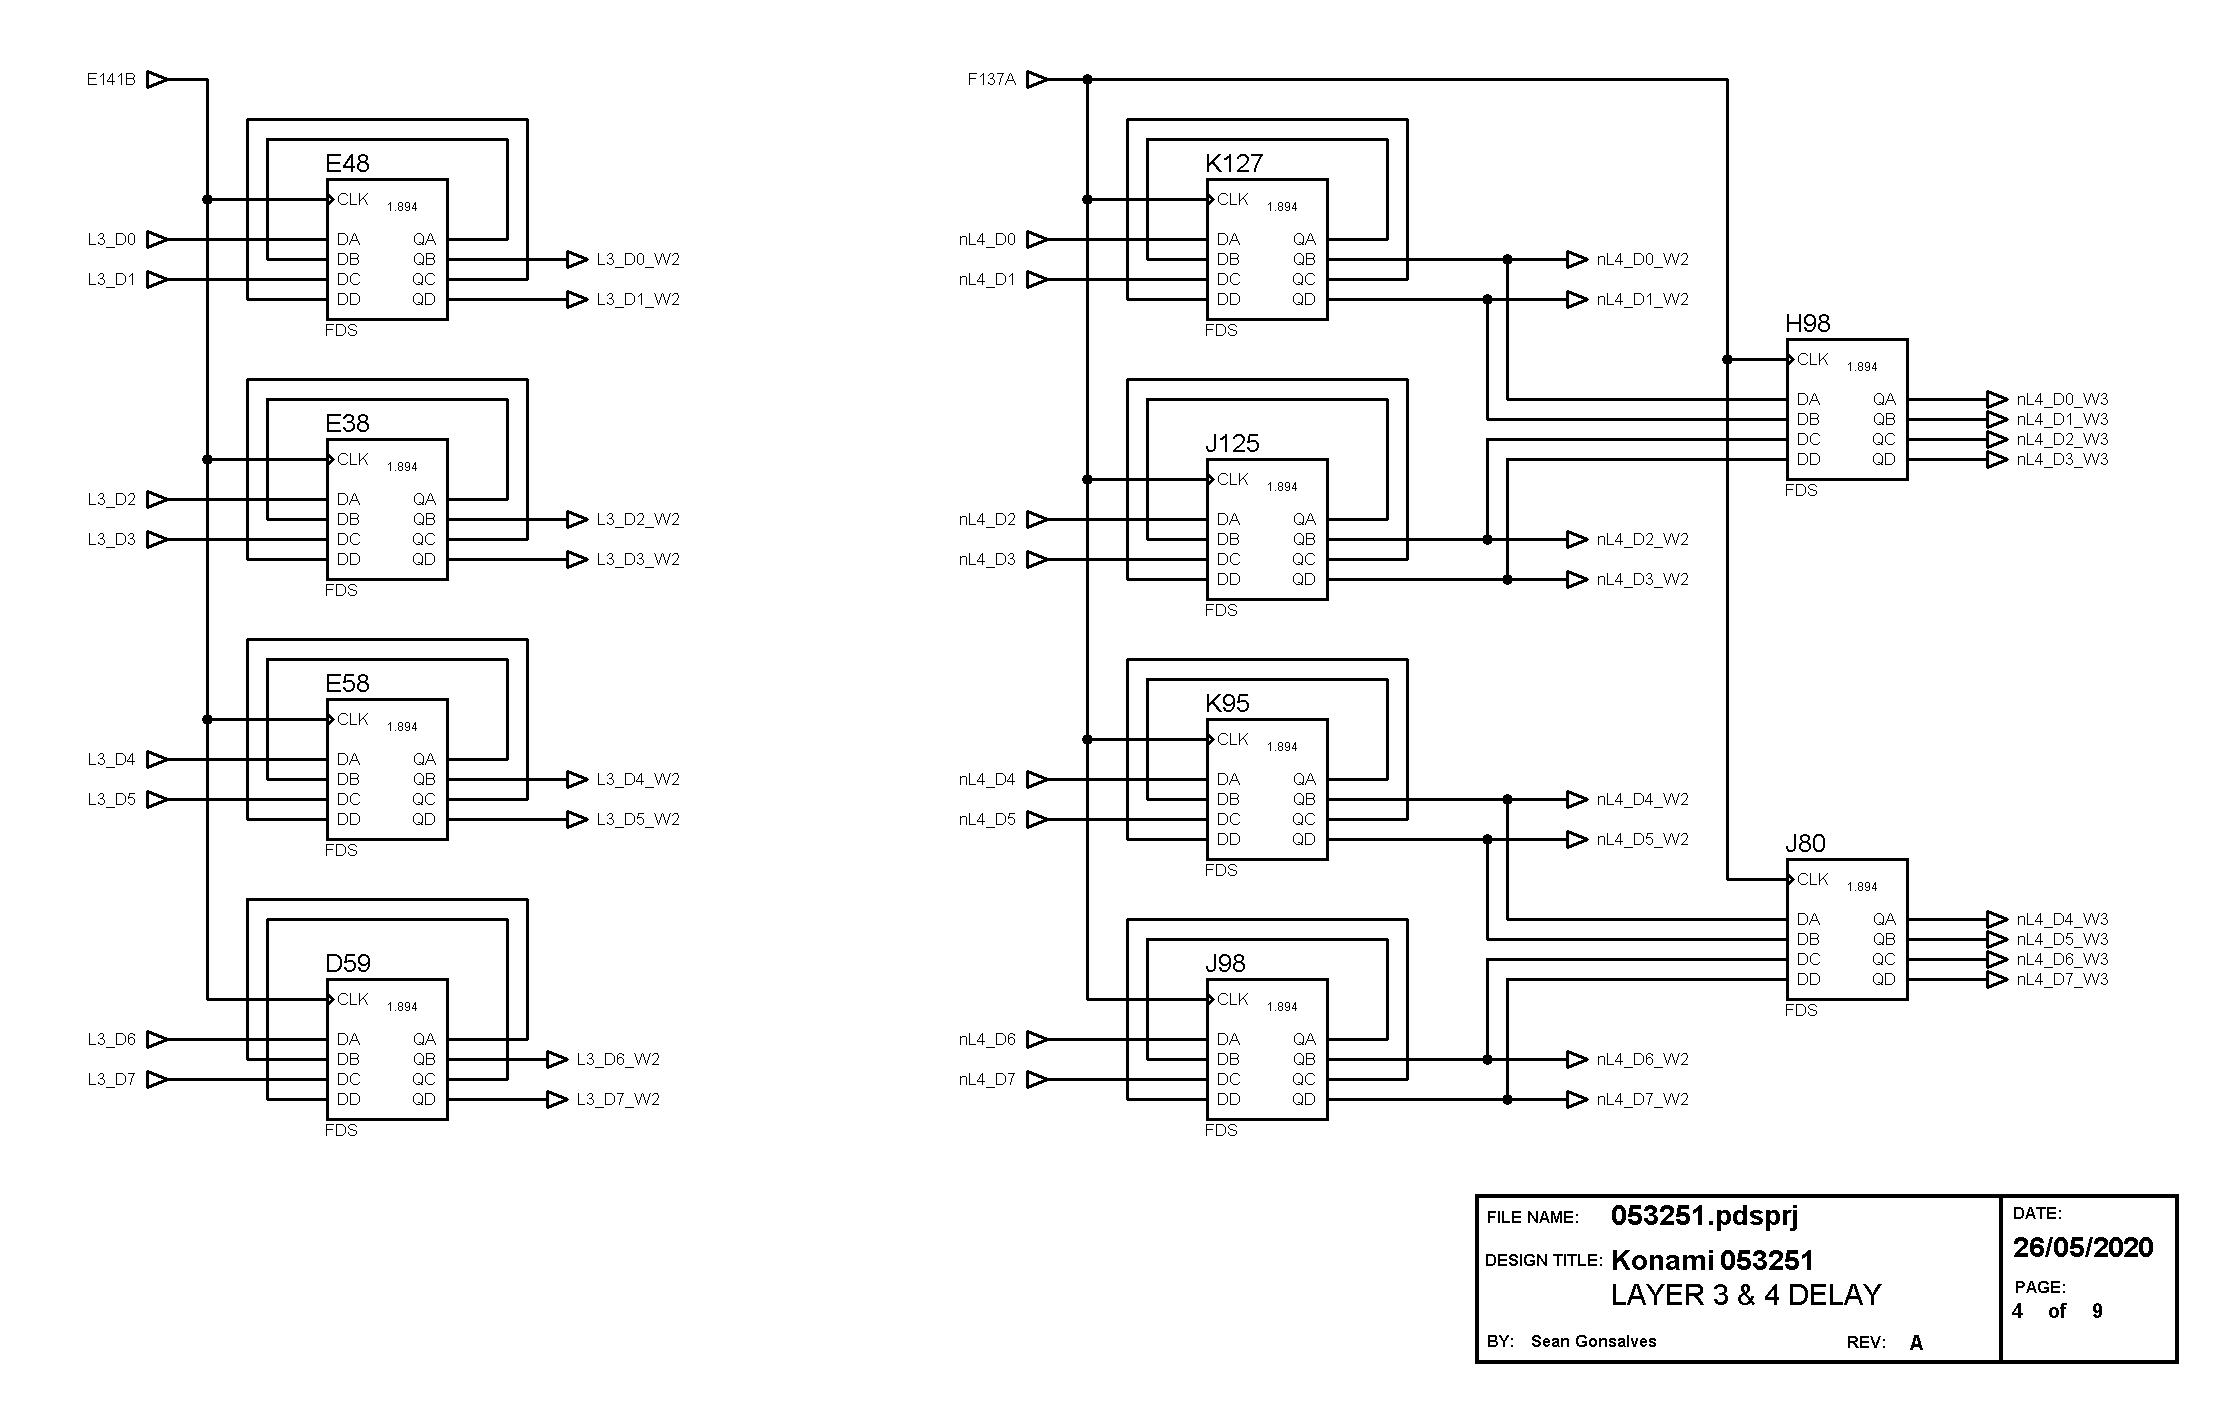 E141B
E48
CLK 1.894
L3_D0 DA QA
DB QB L3_D0_W2
L3_D1 DC QC
DD QD L3_D1_W2
FDS
E38
CLK 1.894
L3_D2 DA QA
DB QB L3_D2_W2
L3_D3 DC QC
DD QD L3_D3_W2
FDS
E58
CLK 1.894
L3_D4 DA QA
DB QB L3_D4_W2
L3_D5 DC QC
DD QD L3_D5_W2
FDS
D59
CLK 1.894
L3_D6 DA QA
DB QB L3_D6_W2
L3_D7 DC QC
DD QD L3_D7_W2
FDS
F137A
K127
CLK 1.894
nL4_D0 DA QA
DB QB nL4_D0_W2
nL4_D1 DC QC
DD QD nL4_D1_W2
FDS
J125
CLK 1.894
nL4_D2 DA QA
DB QB nL4_D2_W2
nL4_D3 DC QC
DD QD nL4_D3_W2
FDS
K95
CLK 1.894
nL4_D4 DA QA
DB QB nL4_D4_W2
nL4_D5 DC QC
DD QD nL4_D5_W2
FDS
J98
CLK 1.894
nL4_D6 DA QA
DB QB nL4_D6_W2
nL4_D7 DC QC
DD QD nL4_D7_W2
FDS
H98
CLK 1.894
DA QA nL4_D0_W3
DB QB nL4_D1_W3
DC QC nL4_D2_W3
DD QD nL4_D3_W3
FDS
J80
CLK 1.894
DA QA nL4_D4_W3
DB QB nL4_D5_W3
DC QC nL4_D6_W3
DD QD nL4_D7_W3
FDS
FILE NAME: 053251.pdsprj
DESIGN TITLE: Konami 053251
LAYER 3 & 4 DELAY
BY: Sean Gonsalves REV: A
DATE:
26/05/2020
PAGE:
4 of 9